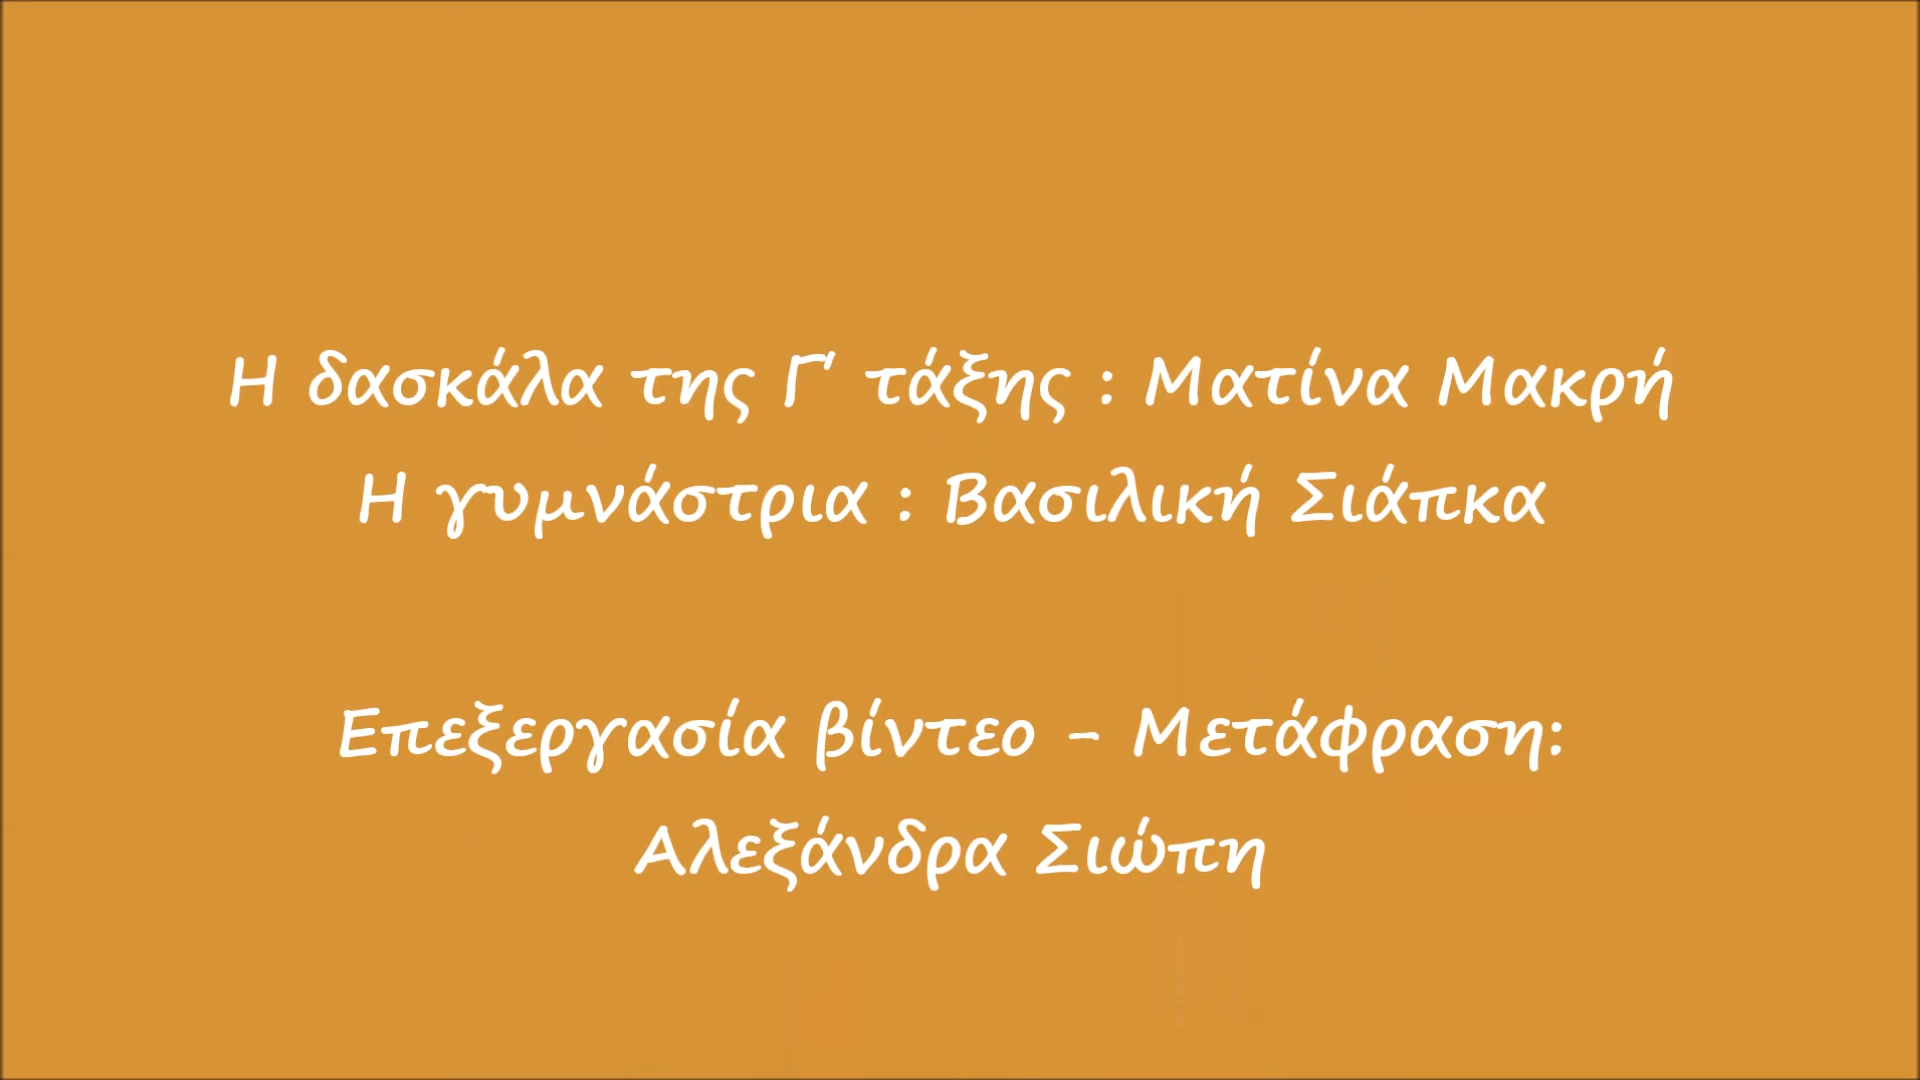 Η δασκάλα της Γ' τάξης : Ματίνα Μακρή
Η γυμνάστρια : Βασιλική Σιάπκα
Επεξεργασία βίντεο - Μετάφραση:
Αλεξάνδρα Σιώπη